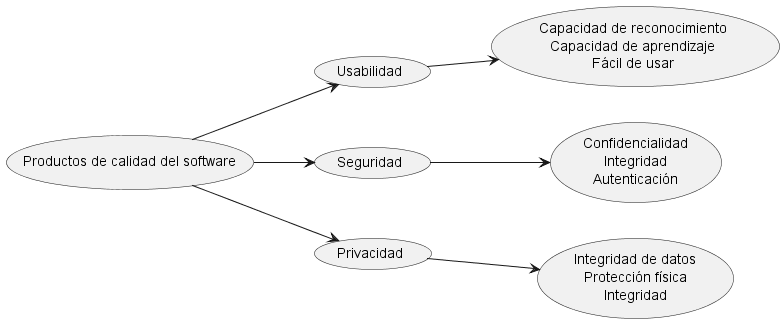 Productos de calidad del software
Usabilidad
Capacidad de reconocimiento
Capacidad de aprendizaje
Fácil de usar
Seguridad
Confidencialidad
Integridad
Autenticación
Privacidad
Integridad de datos
Protección física
Integridad